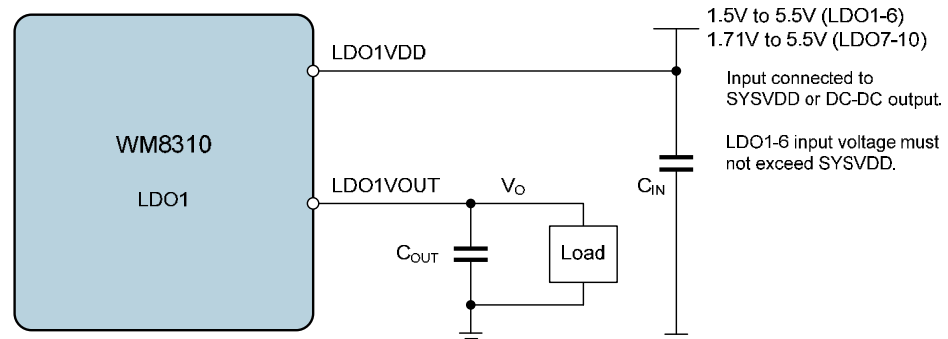 1.5V to 5.5V (LDO1-6)
1.71V to 5.5V (LDO7-10)
LDO1VDD
Input connected to
SYSVDD or DC-DC output.
WM8310
LDO1-6 input voltage must
not exceed SYSVDD.
LDO1
LDO1VOUT
VO
CIN
COUT
Load